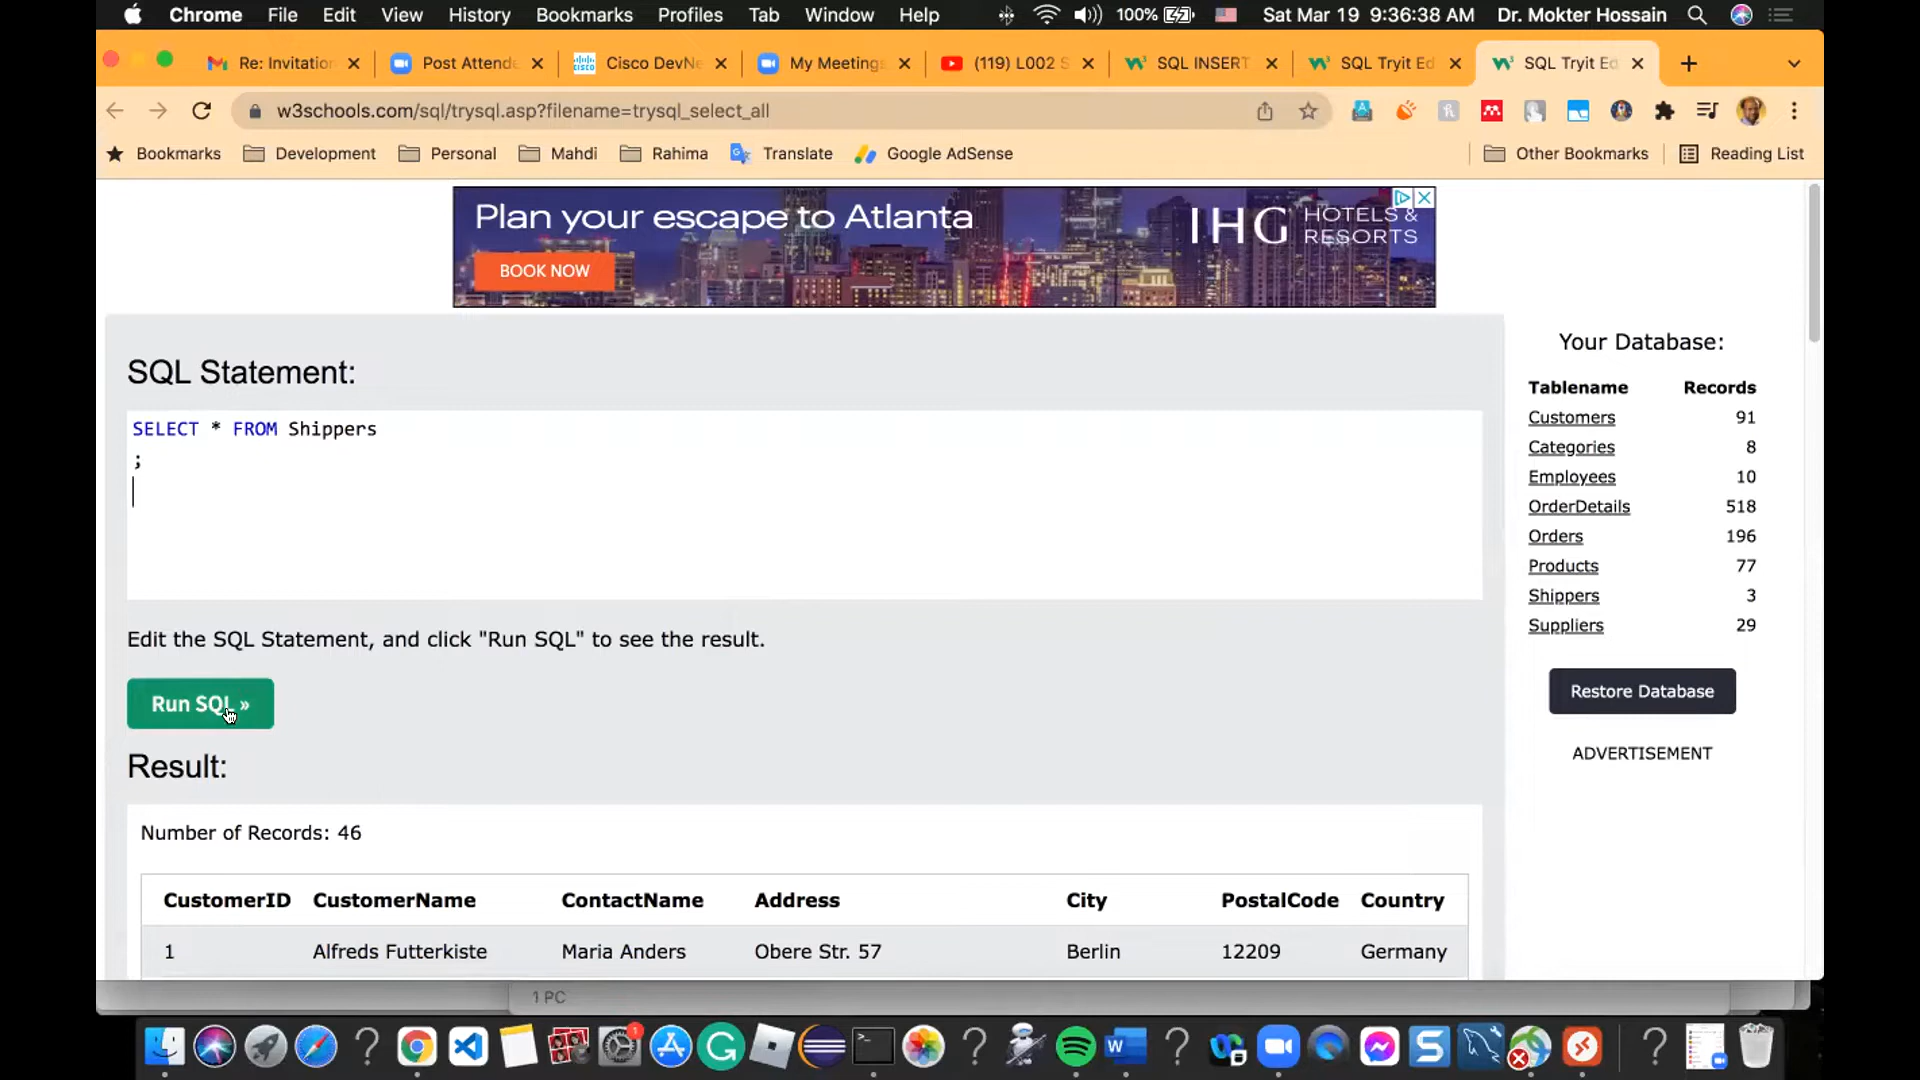 Chrome File Edit View History Bookmarks Profiles Tab Window Help 100% Sat Mar 19 9:36:38 AM Dr. Mokter Hossain
Re: Invitation Post Attende Cisco DevNe My Meetings (119) L002 S SQL INSERT SQL Tryit Ed SQL Tryit Ed
w3schools.com/sql/trysql.asp?filename=trysql_select_all
Bookmarks Development Personal Mahdi Rahima Translate Google AdSense Other Bookmarks Reading List
Plan your escape to Atlanta
BOOK NOW
IHG HOTELS & RESORTS
SQL Statement:
SELECT * FROM Shippers
;
Edit the SQL Statement, and click "Run SQL" to see the result.
Run SQL »
Result:
Number of Records: 46
CustomerID CustomerName ContactName Address City PostalCode Country
1 Alfreds Futterkiste Maria Anders Obere Str. 57 Berlin 12209 Germany
Your Database:
Tablename Records
Customers 91
Categories 8
Employees 10
OrderDetails 518
Orders 196
Products 77
Shippers 3
Suppliers 29
Restore Database
ADVERTISEMENT
1 PC